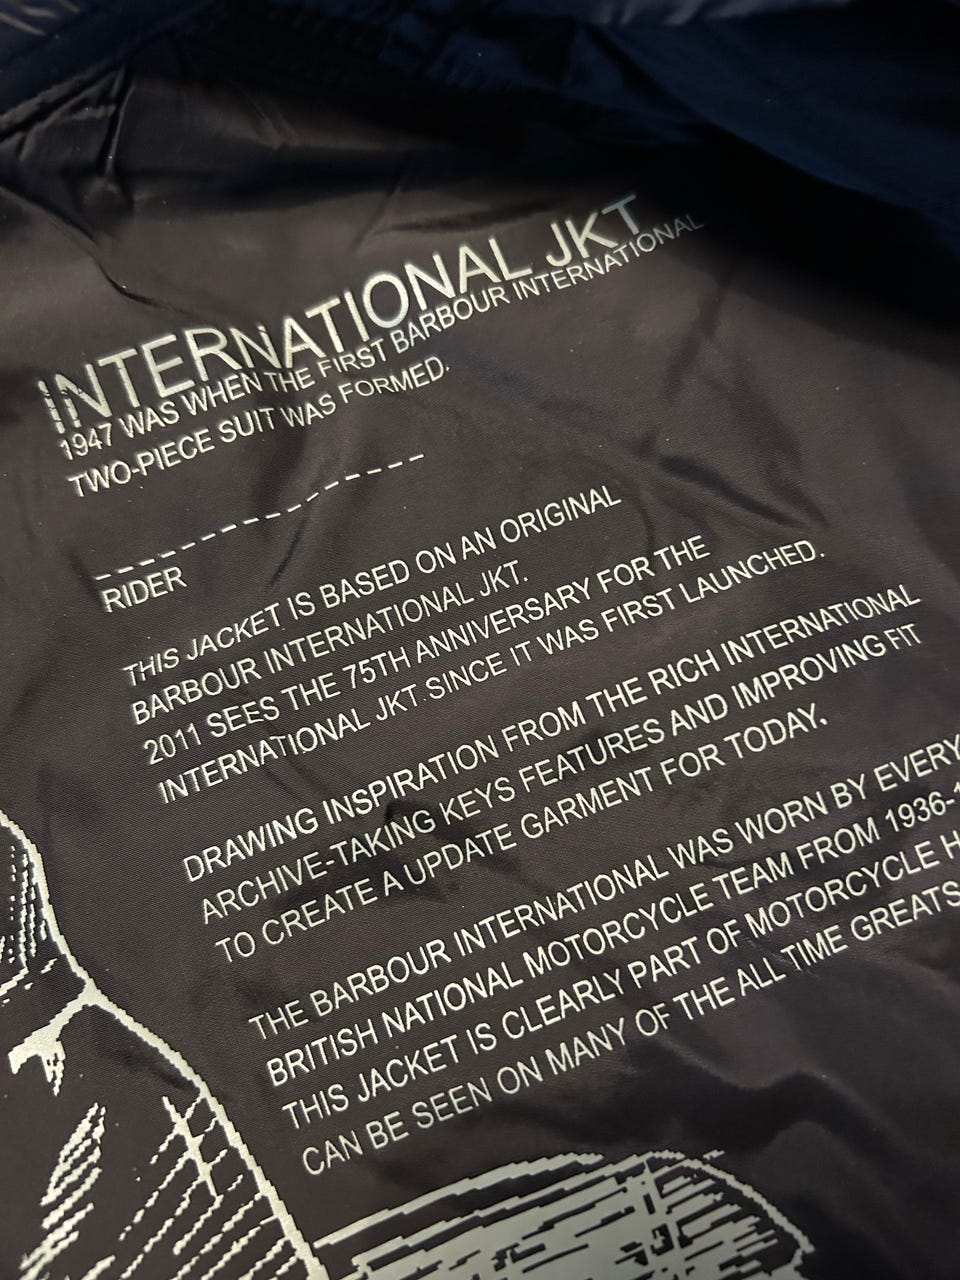 INTERNATIONAL JKT
1947 WAS WHEN THE FIRST BARBOUR INTERNATIONAL
TWO-PIECE SUIT WAS FORMED.
RIDER
THIS JACKET IS BASED ON AN ORIGINAL
BARBOUR INTERNATIONAL JKT.
2011 SEES THE 75TH ANNIVERSARY FOR THE
INTERNATIONAL JKT SINCE IT WAS FIRST LAUNCHED.
DRAWING INSPIRATION FROM THE RICH INTERNATIONAL
ARCHIVE-TAKING KEYS FEATURES AND IMPROVING FIT
TO CREATE A UPDATE GARMENT FOR TODAY.
THE BARBOUR INTERNATIONAL WAS WORN BY EVERY
BRITISH NATIONAL MOTORCYCLE TEAM FROM 1936-1
THIS JACKET IS CLEARLY PART OF MOTORCYCLE H
CAN BE SEEN ON MANY OF THE ALL TIME GREATS